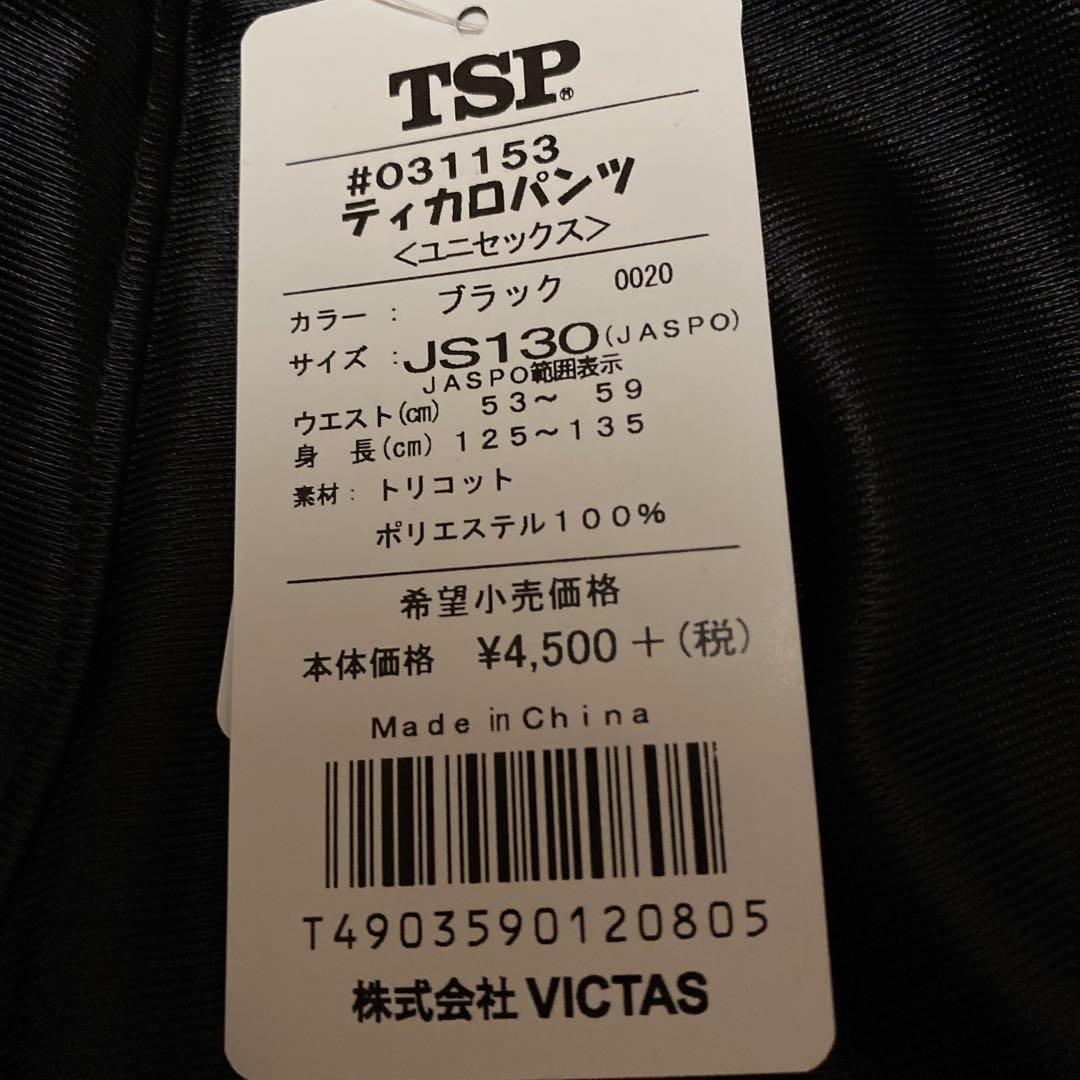 TSP®
#031153
ティカロパンツ
<ユニセックス>
カラー： ブラック 0020
サイズ：JS130(JASPO)
JASPO範囲表示
ウエスト(㎝) 53～ 59
身 長(㎝) 125～135
素材： トリコット
ポリエステル100%
希望小売価格
本体価格 ¥4,500＋(税)
Made in China
T4903590120805
株式会社 VICTAS